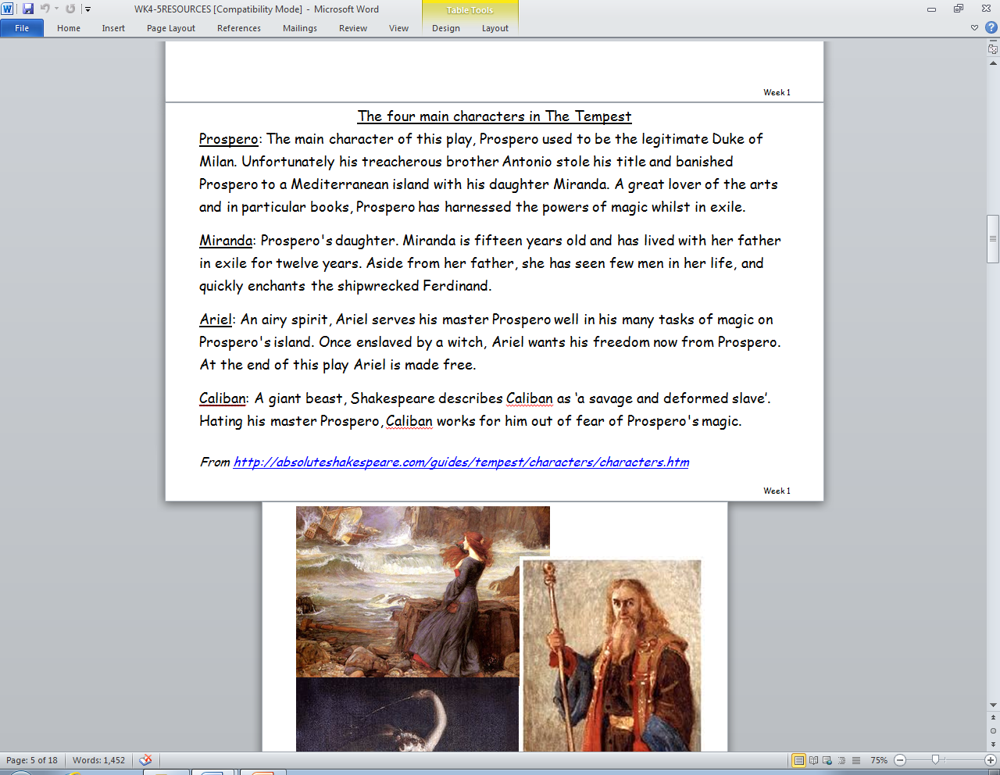 WK4-5RESOURCES [Compatibility Mode] - Microsoft Word
Table Tools
File Home Insert Page Layout References Mailings Review View Design Layout
Week 1
The four main characters in The Tempest
Prospero: The main character of this play, Prospero used to be the legitimate Duke of
Milan. Unfortunately his treacherous brother Antonio stole his title and banished
Prospero to a Mediterranean island with his daughter Miranda. A great lover of the arts
and in particular books, Prospero has harnessed the powers of magic whilst in exile.
Miranda: Prospero's daughter. Miranda is fifteen years old and has lived with her father
in exile for twelve years. Aside from her father, she has seen few men in her life, and
quickly enchants the shipwrecked Ferdinand.
Ariel: An airy spirit, Ariel serves his master Prospero well in his many tasks of magic on
Prospero's island. Once enslaved by a witch, Ariel wants his freedom now from Prospero.
At the end of this play Ariel is made free.
Caliban: A giant beast, Shakespeare describes Caliban as ‘a savage and deformed slave’.
Hating his master Prospero, Caliban works for him out of fear of Prospero's magic.
From http://absoluteshakespeare.com/guides/tempest/characters/characters.htm
Week 1
Page: 5 of 18 Words: 1,452 75%